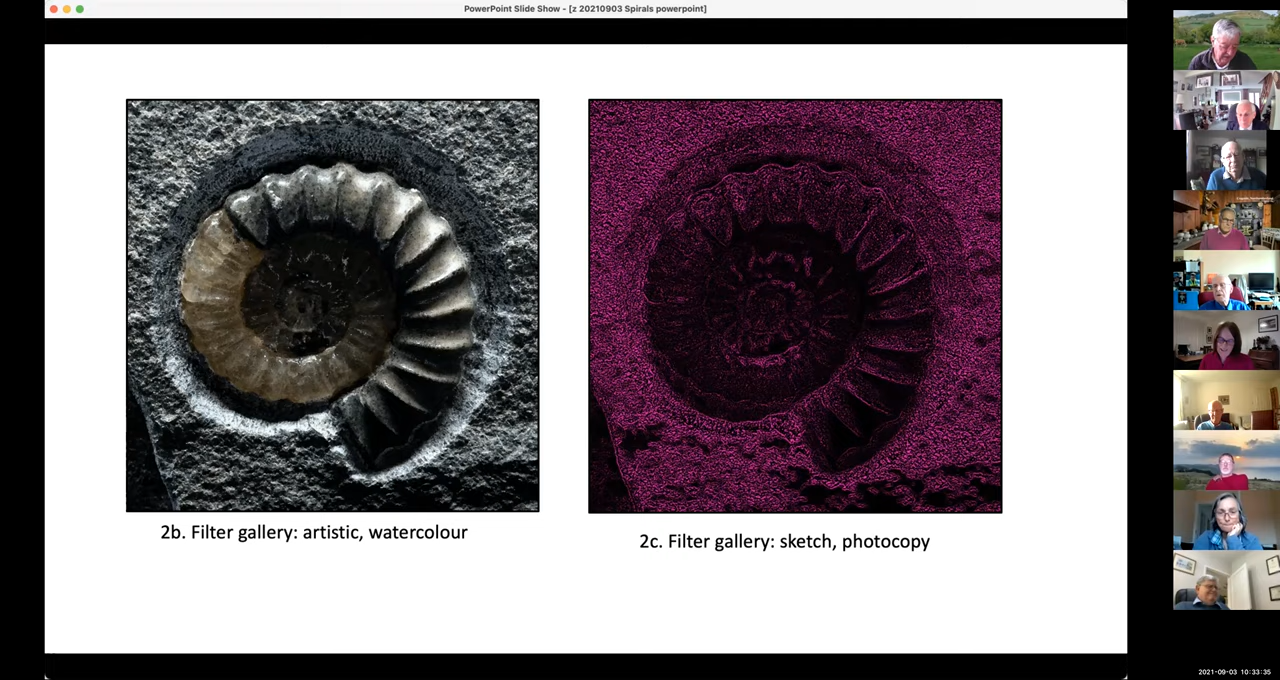 PowerPoint Slide Show - [z 20210903 Spirals powerpoint]
2b. Filter gallery: artistic, watercolour
2c. Filter gallery: sketch, photocopy
2021-09-03 10:33:35